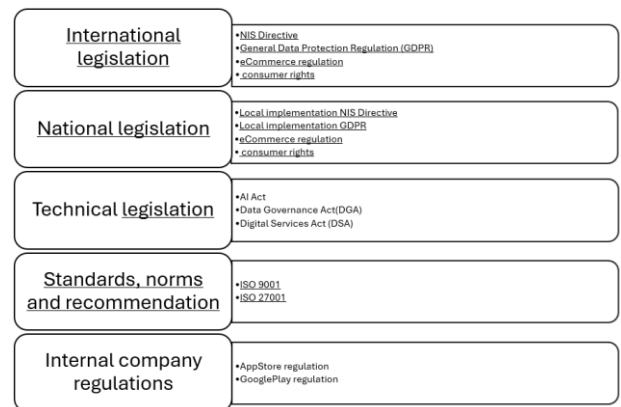 International
legislation
•NIS Directive
•General Data Protection Regulation (GDPR)
•eCommerce regulation
• consumer rights
National legislation
•Local implementation NIS Directive
•Local implementation GDPR
•eCommerce regulation
• consumer rights
Technical legislation
•AI Act
•Data Governance Act(DGA)
•Digital Services Act (DSA)
Standards, norms
and recommendation
•ISO 9001
•ISO 27001
Internal company
regulations
•AppStore regulation
•GooglePlay regulation